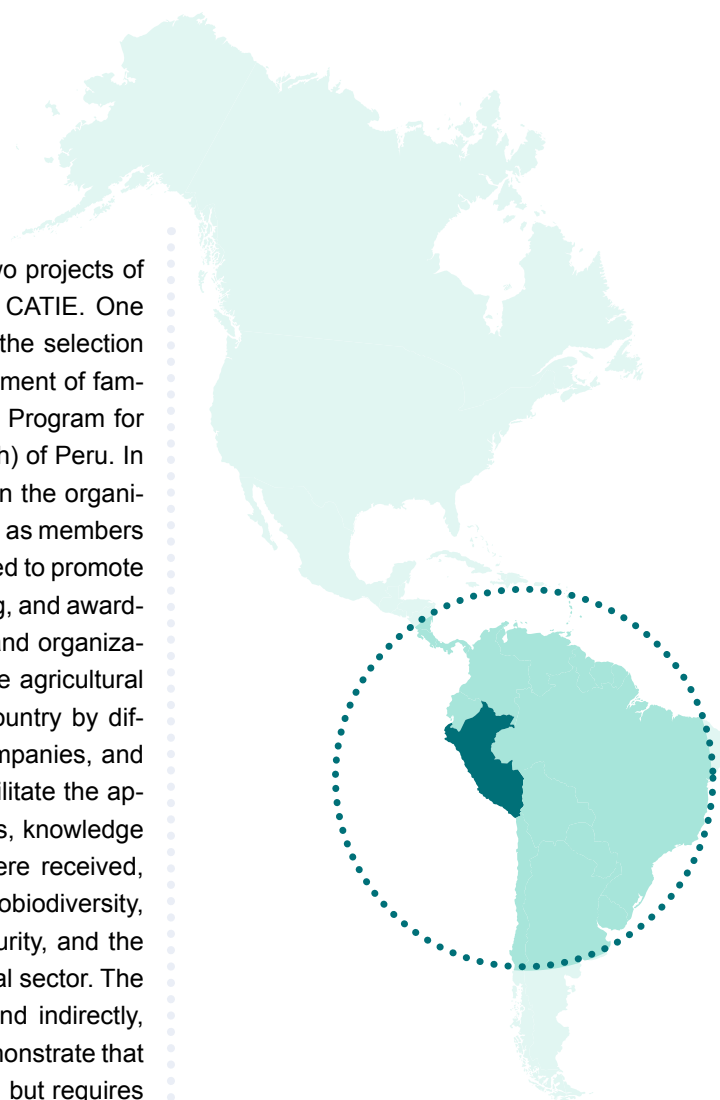 wo projects of
CATIE. One
the selection
ment of fam-
Program for
h) of Peru. In
n the organi-
as members
ed to promote
g, and award-
and organiza-
e agricultural
ountry by dif-
mpanies, and
ilitate the ap-
s, knowledge
ere received,
obiodiversity,
urity, and the
al sector. The
nd indirectly,
monstrate that
but requires